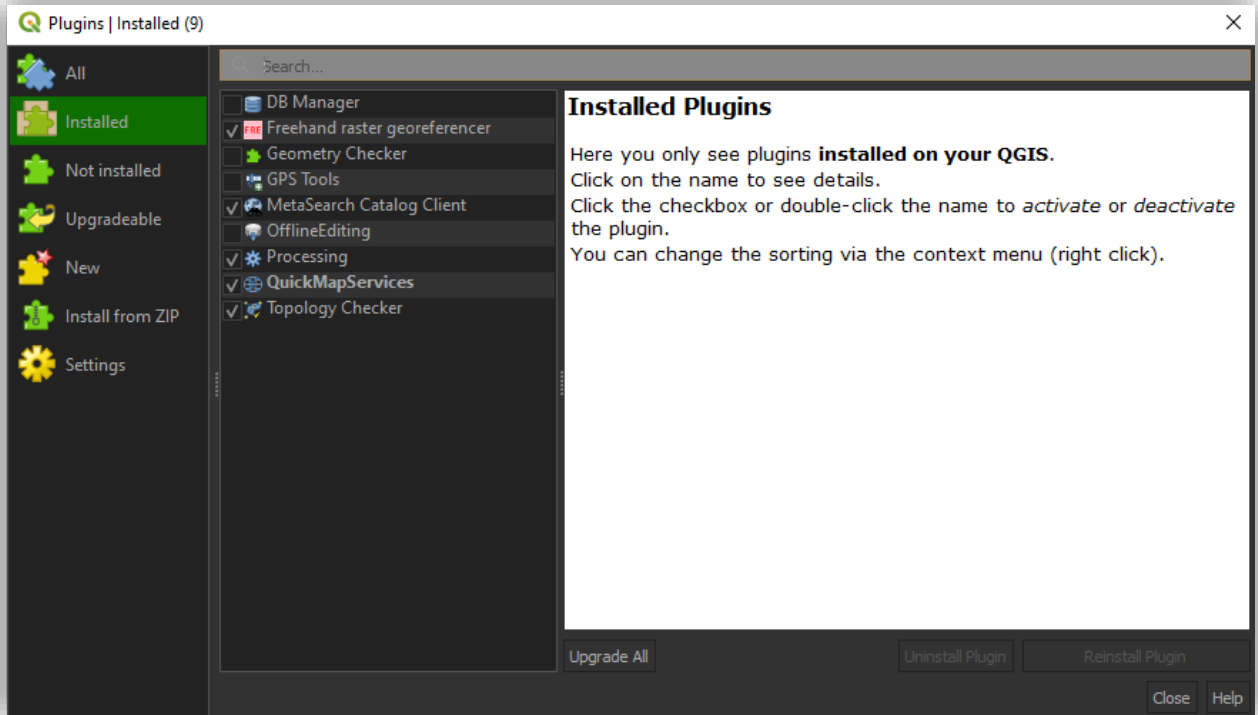 Plugins | Installed (9)
All
Installed
Not installed
Upgradeable
New
Install from ZIP
Settings
Search...
DB Manager
FRE Freehand raster georeferencer
Geometry Checker
GPS Tools
MetaSearch Catalog Client
OfflineEditing
Processing
QuickMapServices
Topology Checker
Installed Plugins
Here you only see plugins installed on your QGIS.
Click on the name to see details.
Click the checkbox or double-click the name to activate or deactivate
the plugin.
You can change the sorting via the context menu (right click).
Upgrade All
Uninstall Plugin
Reinstall Plugin
Close
Help